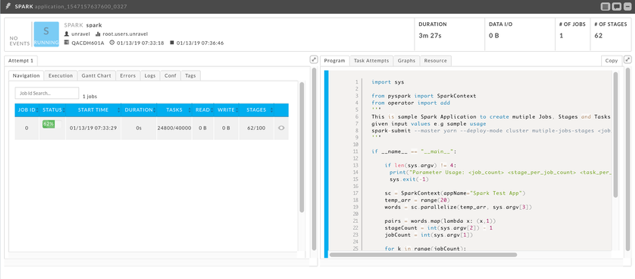 SPARK application_1547157637600_0327
5
RUNNING
NO EVENTS
SPARK spark
unravel root.users.unravel
QACDH601A 01/13/19 07:33:18 01/13/19 07:36:46
DURATION
3m 27s
DATA I/O
0 B
# OF JOBS
1
# OF STAGES
62
Attempt 1
Navigation Execution Gantt Chart Errors Logs Conf Tags
Job Id Search...
1 jobs
JOB ID STATUS START TIME DURATION TASKS READ WRITE STAGES
0 62% 01/13/19 07:33:29 0s 24800/40000 0 B 0 B 62/100
Program Task Attempts Graphs Resource
Copy
1 import sys
2
3 from pyspark import SparkContext
4 from operator import add
5 '''
6 This is sample Spark Application to create mutiple Jobs, Stages and Tasks
7 given input values e.g sample usage
8 spark-submit --master yarn --deploy-mode cluster mutiple-jobs-stages <job
9 '''
10
11 if __name__ == "__main__":
12
13 if len(sys.argv) != 4:
14 print("Parameter Usage: <job_count> <stage_per_job_count> <task_per_
15 sys.exit(-1)
16
17 sc = SparkContext(appName="Spark Test App")
18 temp_arr = range(20)
19 words = sc.parallelize(temp_arr, sys.argv[3])
20
21 pairs = words.map(lambda x: (x,1))
22 stageCount = int(sys.argv[2]) - 1
23 jobCount = int(sys.argv[1])
24
25 for k in range(jobCount):